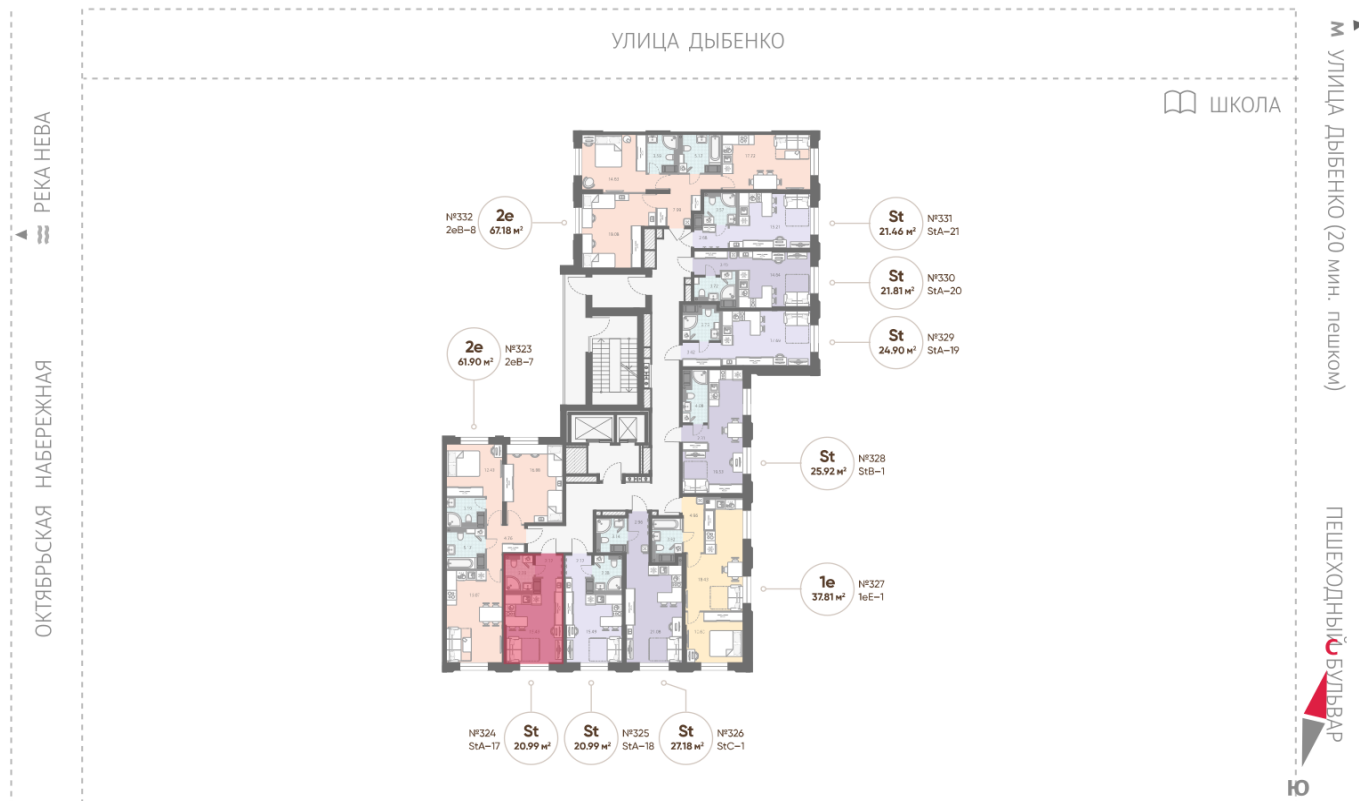 УЛИЦА ДЫБЕНКО
М УЛИЦА ДЫБЕНКО (20 мин. пешком)
ШКОЛА
РЕКА НЕВА
ОКТЯБРЬСКАЯ НАБЕРЕЖНАЯ
ПЕШЕХОДНЫЙ БУЛЬВАР
№332
2еВ-8
2е
67.18 м²
St
21.46 м²
№331
StA-21
St
21.81 м²
№330
StA-20
St
24.90 м²
№329
StA-19
2е
61.90 м²
№323
2еВ-7
St
25.92 м²
№328
StB-1
1е
37.81 м²
№327
1еЕ-1
№324
StA-17
St
20.99 м²
St
20.99 м²
№325
StA-18
St
27.18 м²
№326
StC-1
С
Ю